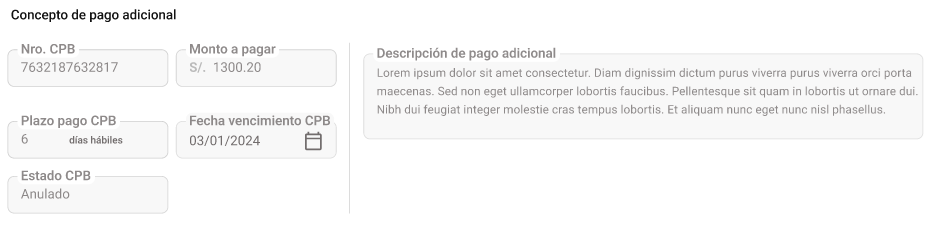 Concepto de pago adicional
Nro. CPB
7632187632817
Monto a pagar
S/. 1300.20
Plazo pago CPB
6 días hábiles
Fecha vencimiento CPB
03/01/2024
Estado CPB
Anulado
Descripción de pago adicional
Lorem ipsum dolor sit amet consectetur. Diam dignissim dictum purus viverra purus viverra orci porta
maecenas. Sed non eget ullamcorper lobortis faucibus. Pellentesque sit quam in lobortis ut ornare dui.
Nibh dui feugiat integer molestie cras tempus lobortis. Et aliquam nunc eget nunc nisl phasellus.